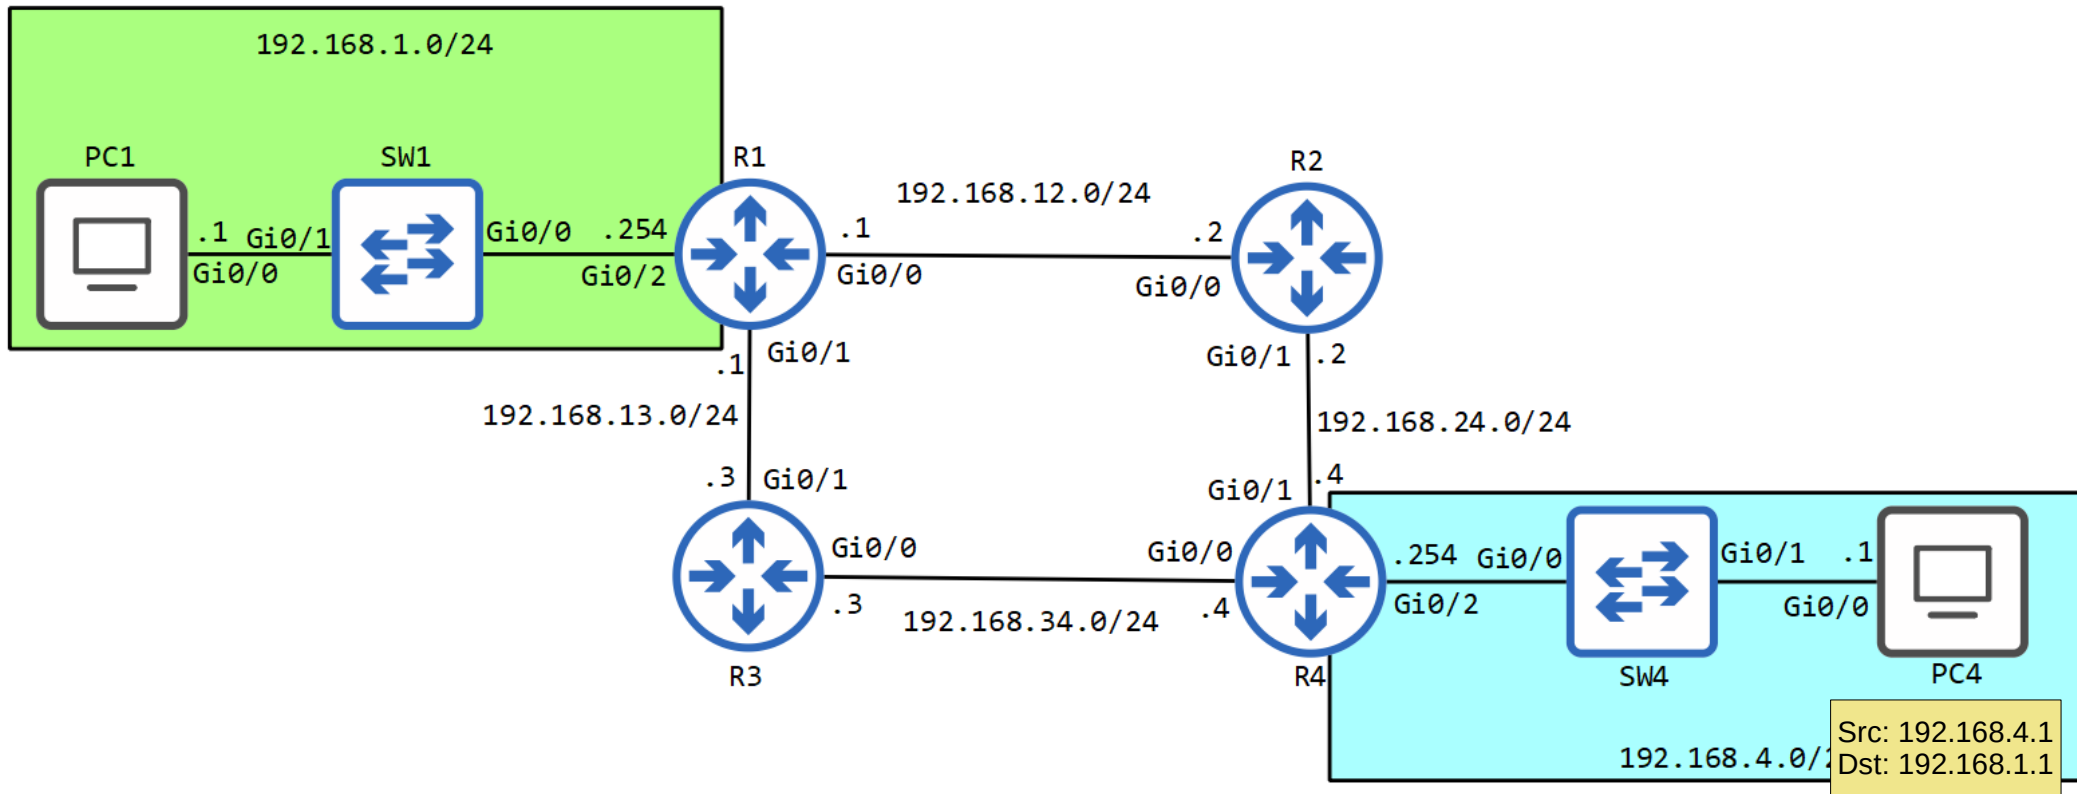 192.168.1.0/24
PC1
SW1
R1
R2
192.168.12.0/24
.1
Gi0/1
Gi0/0
.254
.1
.2
Gi0/0
Gi0/2
Gi0/0
Gi0/0
.1
Gi0/1
Gi0/1
.2
192.168.13.0/24
192.168.24.0/24
.3
Gi0/1
Gi0/1
.4
Gi0/0
Gi0/0
.254
Gi0/0
Gi0/1
.1
.3
192.168.34.0/24
.4
Gi0/2
Gi0/0
R3
R4
SW4
PC4
192.168.4.0/
Src: 192.168.4.1
Dst: 192.168.1.1